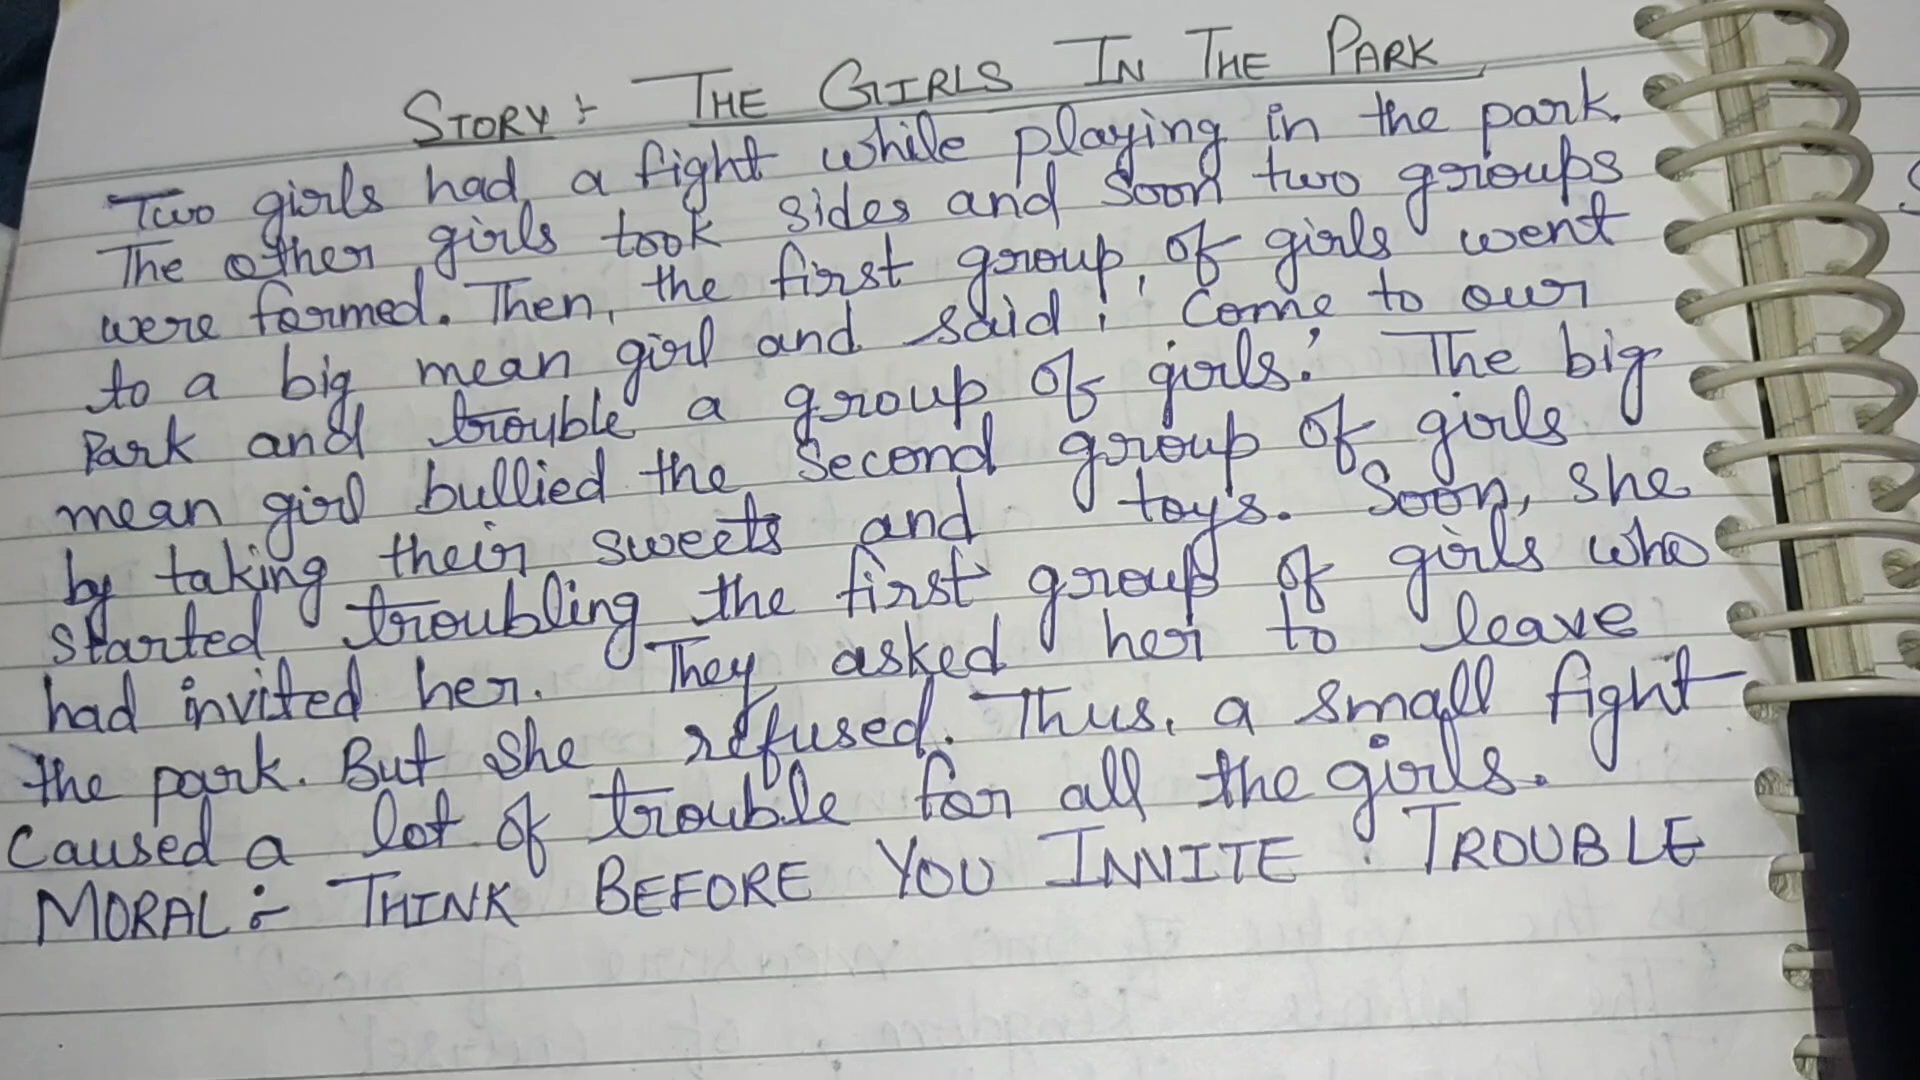 STORY :- THE GIRLS IN THE PARK
Two girls had a fight while playing in the park.
The other girls took sides and soon two groups
were formed. Then, the first group of girls went
to a big mean girl and said, 'Come to our
Park and trouble a group of girls.' The big
mean girl bullied the second group of girls
by taking their sweets and toys. Soon, she
started troubling the first group of girls who
had invited her. They asked her to leave
the park. But she refused. Thus, a small fight
caused a lot of trouble for all the girls.
MORAL :- THINK BEFORE YOU INVITE TROUBLE